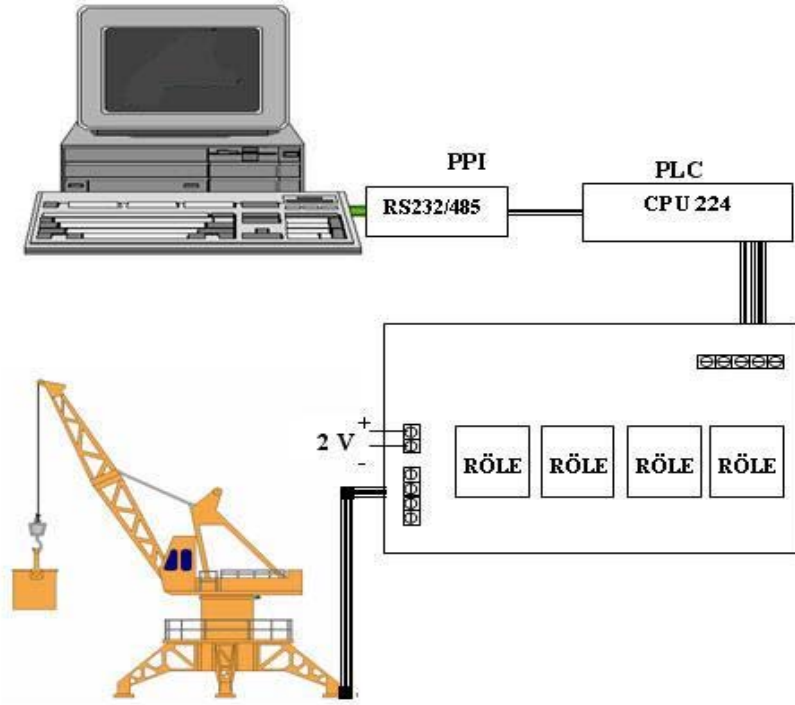 PPI
PLC
RS232/485
CPU 224
+
2 V
-
RÖLE RÖLE RÖLE RÖLE